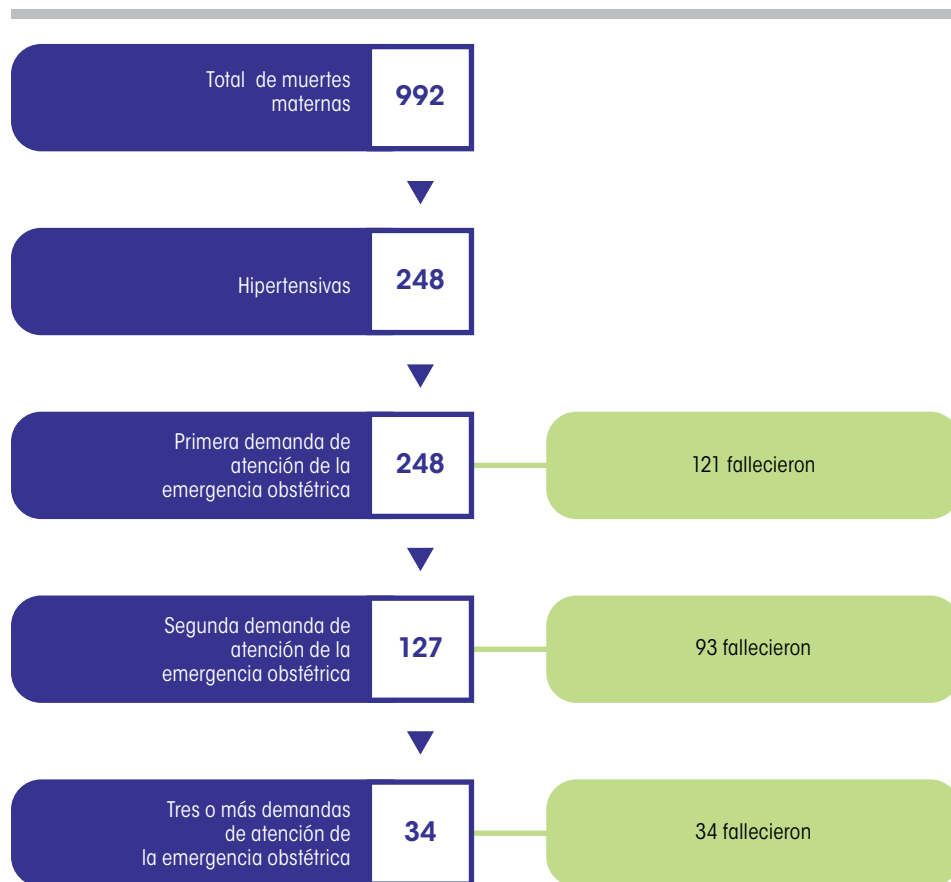 Total de muertes
maternas
992
Hipertensivas
248
Primera demanda de
atención de la
emergencia obstétrica
248
121 fallecieron
Segunda demanda de
atención de la
emergencia obstétrica
127
93 fallecieron
Tres o más demandas
de atención de
la emergencia obstétrica
34
34 fallecieron